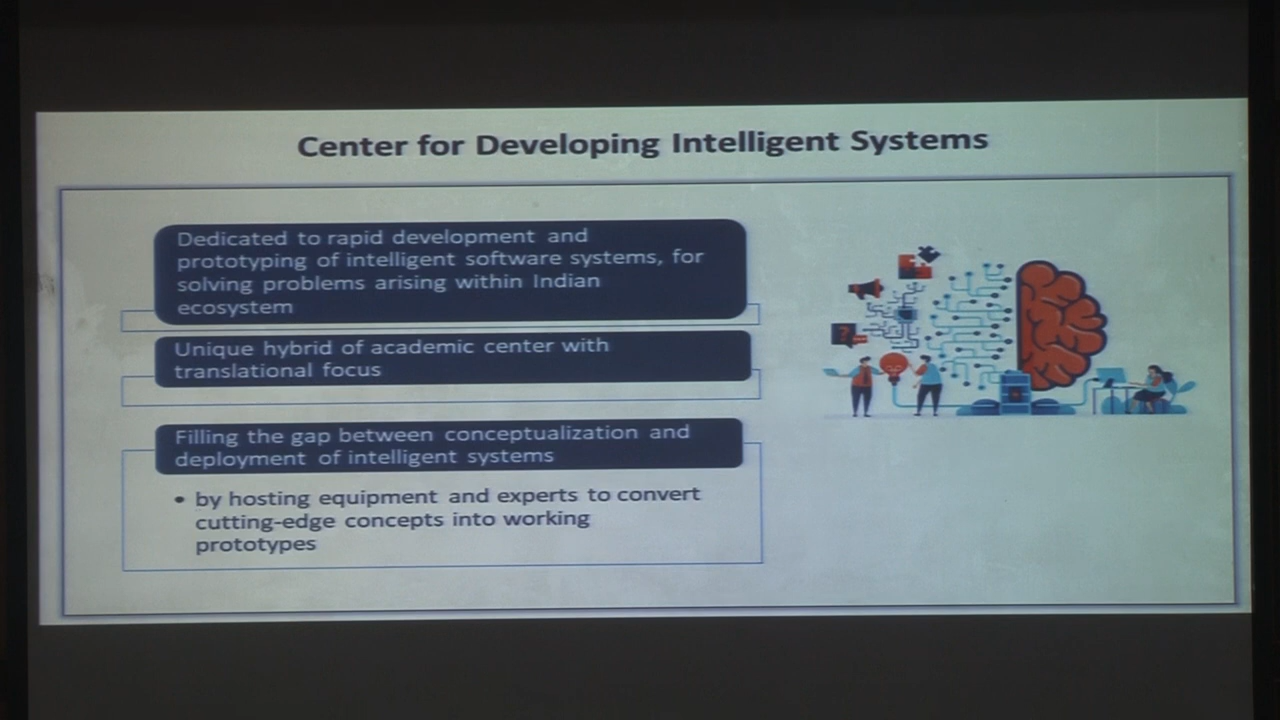 Center for Developing Intelligent Systems
Dedicated to rapid development and
prototyping of intelligent software systems, for
solving problems arising within Indian
ecosystem
Unique hybrid of academic center with
translational focus
Filling the gap between conceptualization and
deployment of intelligent systems
• by hosting equipment and experts to convert
cutting-edge concepts into working
prototypes
?